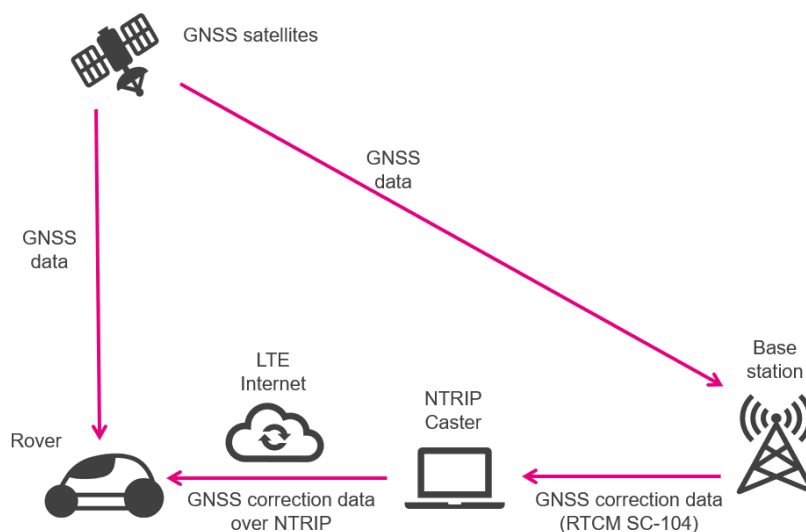 GNSS satellites
GNSS
data
GNSS
data
LTE
Internet
Base
station
NTRIP
Caster
Rover
GNSS correction data
over NTRIP
GNSS correction data
(RTCM SC-104)